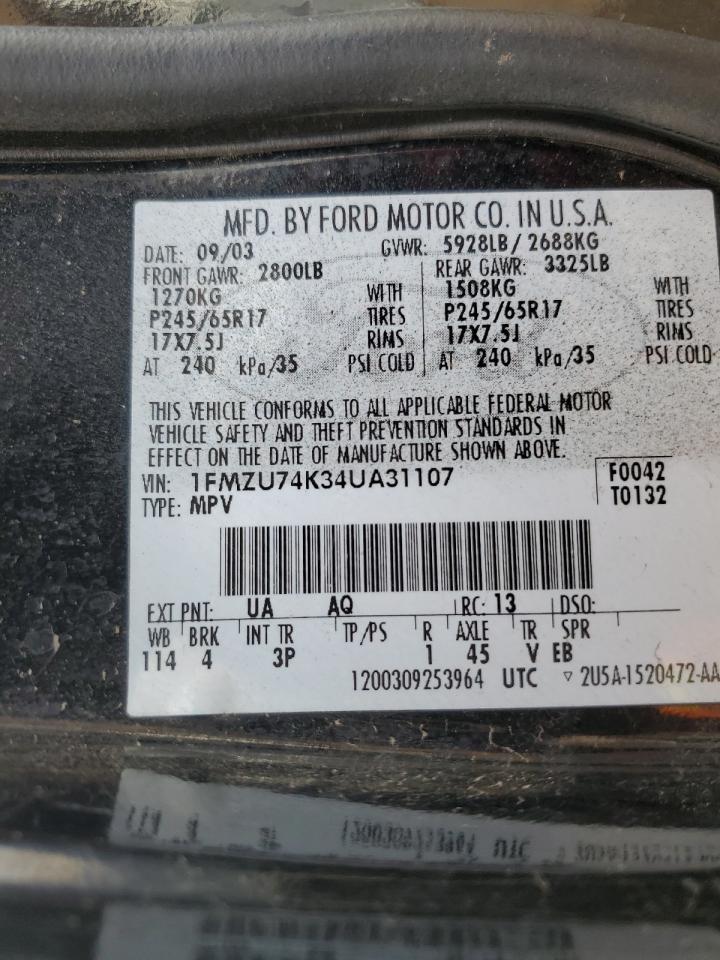 MFD. BY FORD MOTOR CO. IN U.S.A.
DATE: 09/03 GVWR: 5928LB/ 2688KG
FRONT GAWR: 2800LB REAR GAWR: 3325LB
1270KG WITH 1508KG WITH
P245/65R17 TIRES P245/65R17 TIRES
17X7.5J RIMS 17X7.5J RIMS
AT 240 kPa/35 PSI COLD AT 240 kPa/35 PSI COLD
THIS VEHICLE CONFORMS TO ALL APPLICABLE FEDERAL MOTOR
VEHICLE SAFETY AND THEFT PREVENTION STANDARDS IN
EFFECT ON THE DATE OF MANUFACTURE SHOWN ABOVE.
VIN: 1FMZU74K34UA31107 F0042
TYPE: MPV T0132
EXT PNT: UA AQ RC: 13 DSO:
WB BRK INT TR TP/PS R AXLE TR SPR
114 4 3P 1 45 V EB
1200309253964 UTC ▿ 2U5A-1520472-AA